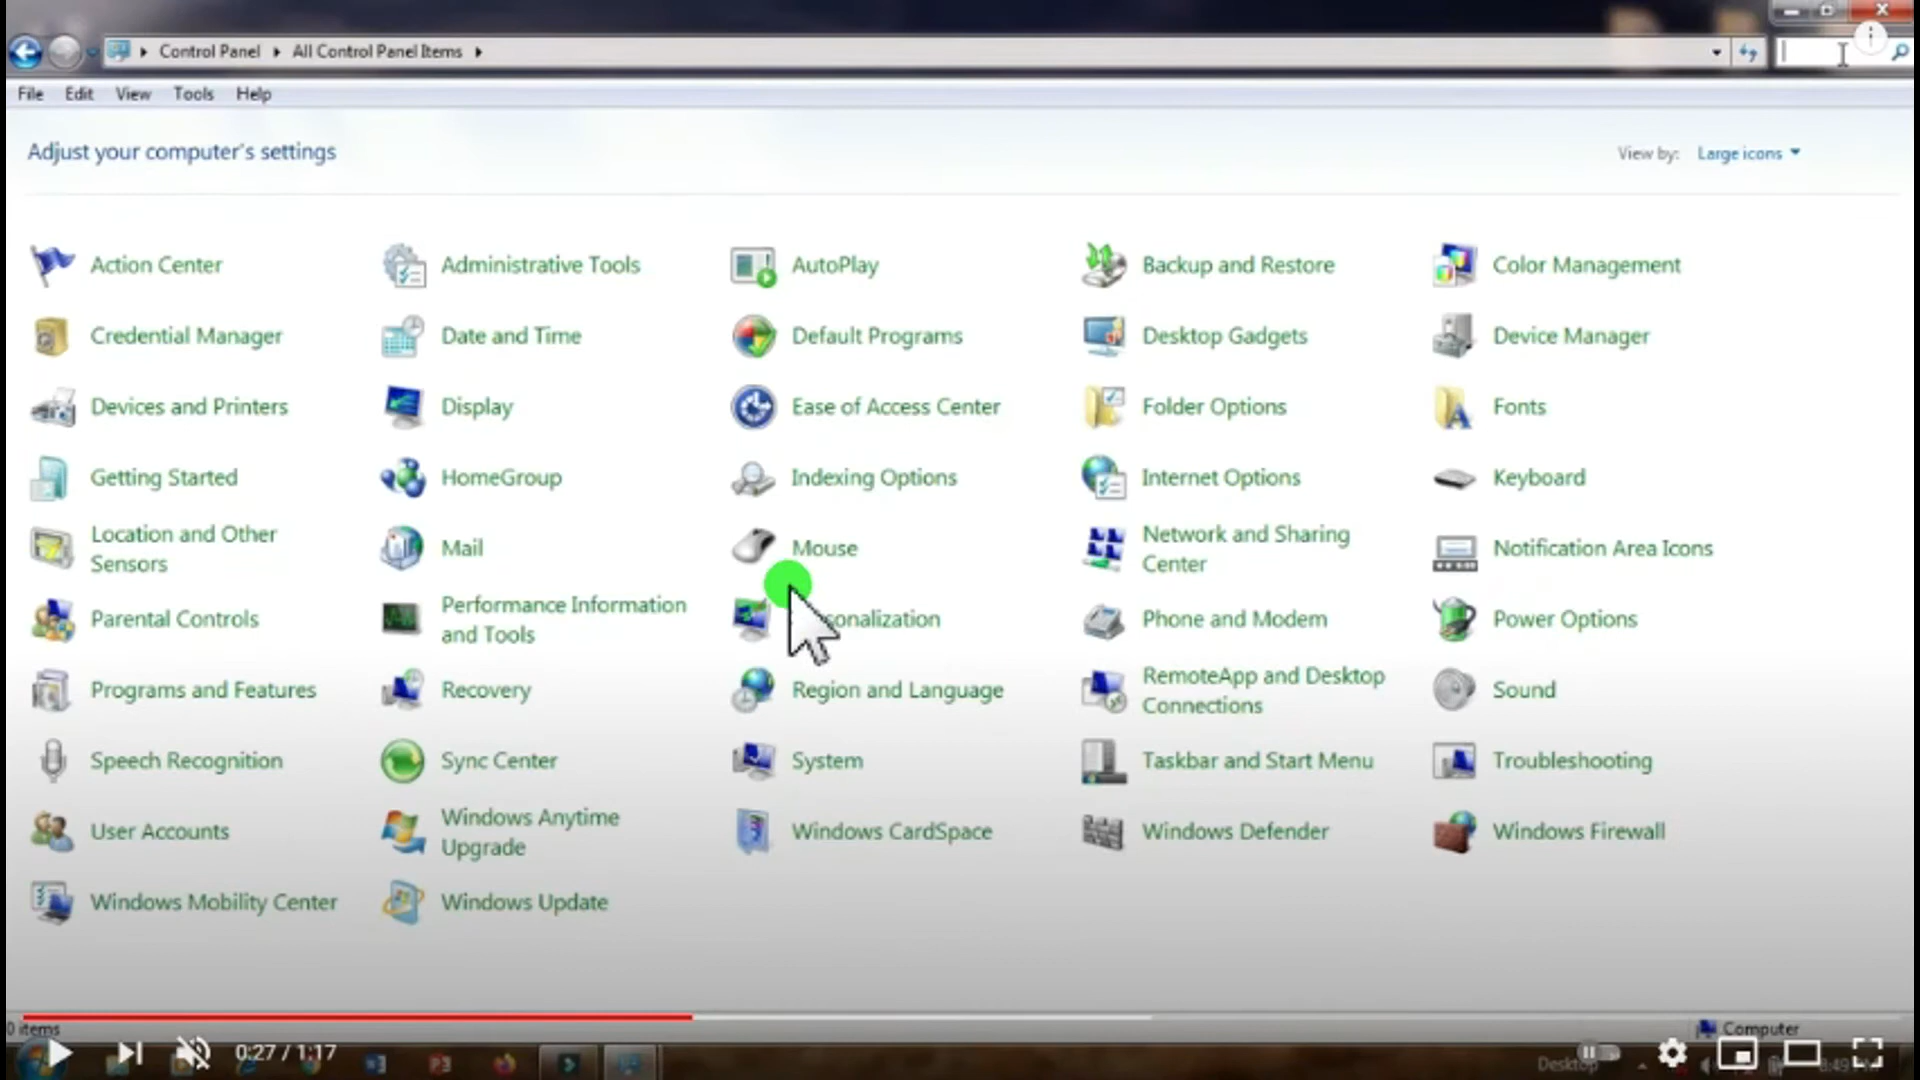 Control Panel All Control Panel Items
File Edit View Tools Help
Adjust your computer's settings
View by: Large icons
Action Center
Administrative Tools
AutoPlay
Backup and Restore
Color Management
Credential Manager
Date and Time
Default Programs
Desktop Gadgets
Device Manager
Devices and Printers
Display
Ease of Access Center
Folder Options
Fonts
Getting Started
HomeGroup
Indexing Options
Internet Options
Keyboard
Location and Other
Sensors
Mail
Mouse
Network and Sharing
Center
Notification Area Icons
Parental Controls
Performance Information
and Tools
sonalization
Phone and Modem
Power Options
Programs and Features
Recovery
Region and Language
RemoteApp and Desktop
Connections
Sound
Speech Recognition
Sync Center
System
Taskbar and Start Menu
Troubleshooting
User Accounts
Windows Anytime
Upgrade
Windows CardSpace
Windows Defender
Windows Firewall
Windows Mobility Center
Windows Update
0 items
Computer
0:27 / 1:17
Desktop